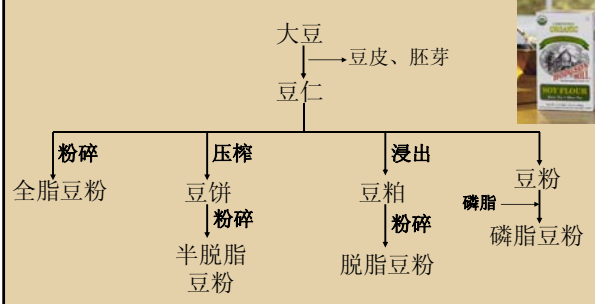 大豆
豆皮、胚芽
豆仁
粉碎
压榨
浸出
全脂豆粉
豆饼
豆粕
豆粉
粉碎
粉碎
磷脂
半脱脂
豆粉
脱脂豆粉
磷脂豆粉
ORGANIC
SOY FLOUR